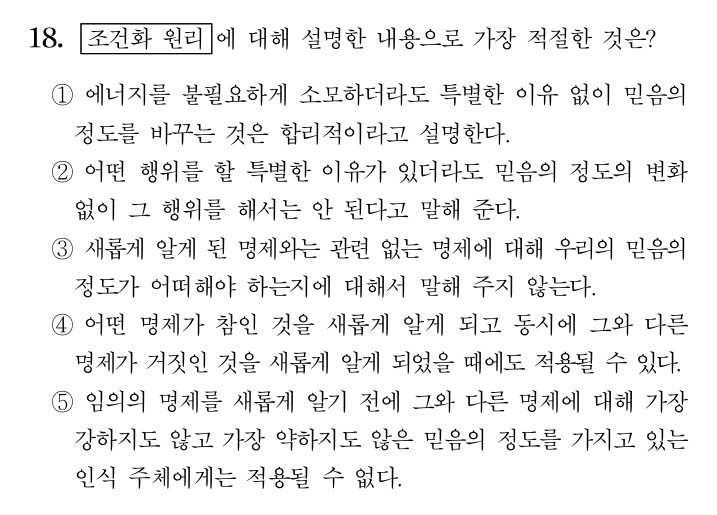 18. 조건화 원리 에 대해 설명한 내용으로 가장 적절한 것은?
① 에너지를 불필요하게 소모하더라도 특별한 이유 없이 믿음의
정도를 바꾸는 것은 합리적이라고 설명한다.
② 어떤 행위를 할 특별한 이유가 있더라도 믿음의 정도의 변화
없이 그 행위를 해서는 안 된다고 말해 준다.
③ 새롭게 알게 된 명제와는 관련 없는 명제에 대해 우리의 믿음의
정도가 어떠해야 하는지에 대해서 말해 주지 않는다.
④ 어떤 명제가 참인 것을 새롭게 알게 되고 동시에 그와 다른
명제가 거짓인 것을 새롭게 알게 되었을 때에도 적용될 수 있다.
⑤ 임의의 명제를 새롭게 알기 전에 그와 다른 명제에 대해 가장
강하지도 않고 가장 약하지도 않은 믿음의 정도를 가지고 있는
인식 주체에게는 적용될 수 없다.